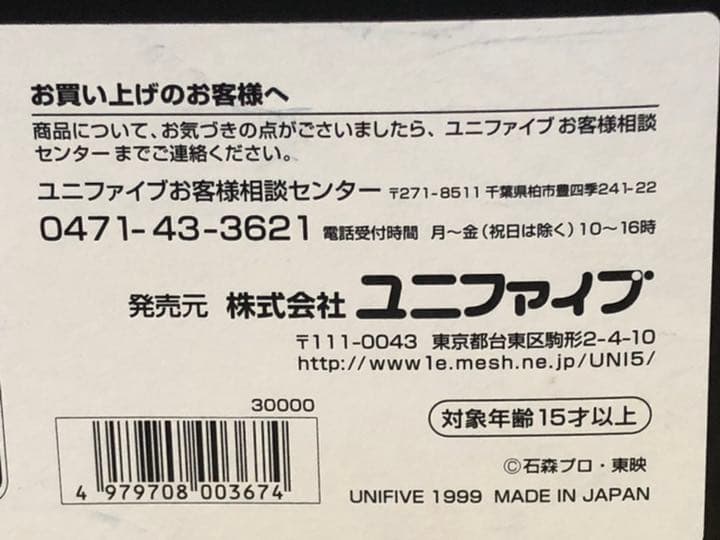 お買い上げのお客様へ
商品について、お気づきの点がございましたら、ユニファイブお客様相談
センターまでご連絡ください。
ユニファイブお客様相談センター 〒271-8511 千葉県柏市豊四季241-22
0471-43-3621 電話受付時間 月〜金(祝日は除く)10〜16時
発売元 株式会社 ユニファイブ
〒111-0043 東京都台東区駒形2-4-10
http://www1e.mesh.ne.jp/UNI5/
30000
対象年齢15才以上
4 979708 003674
©石森プロ・東映
UNIFIVE 1999 MADE IN JAPAN